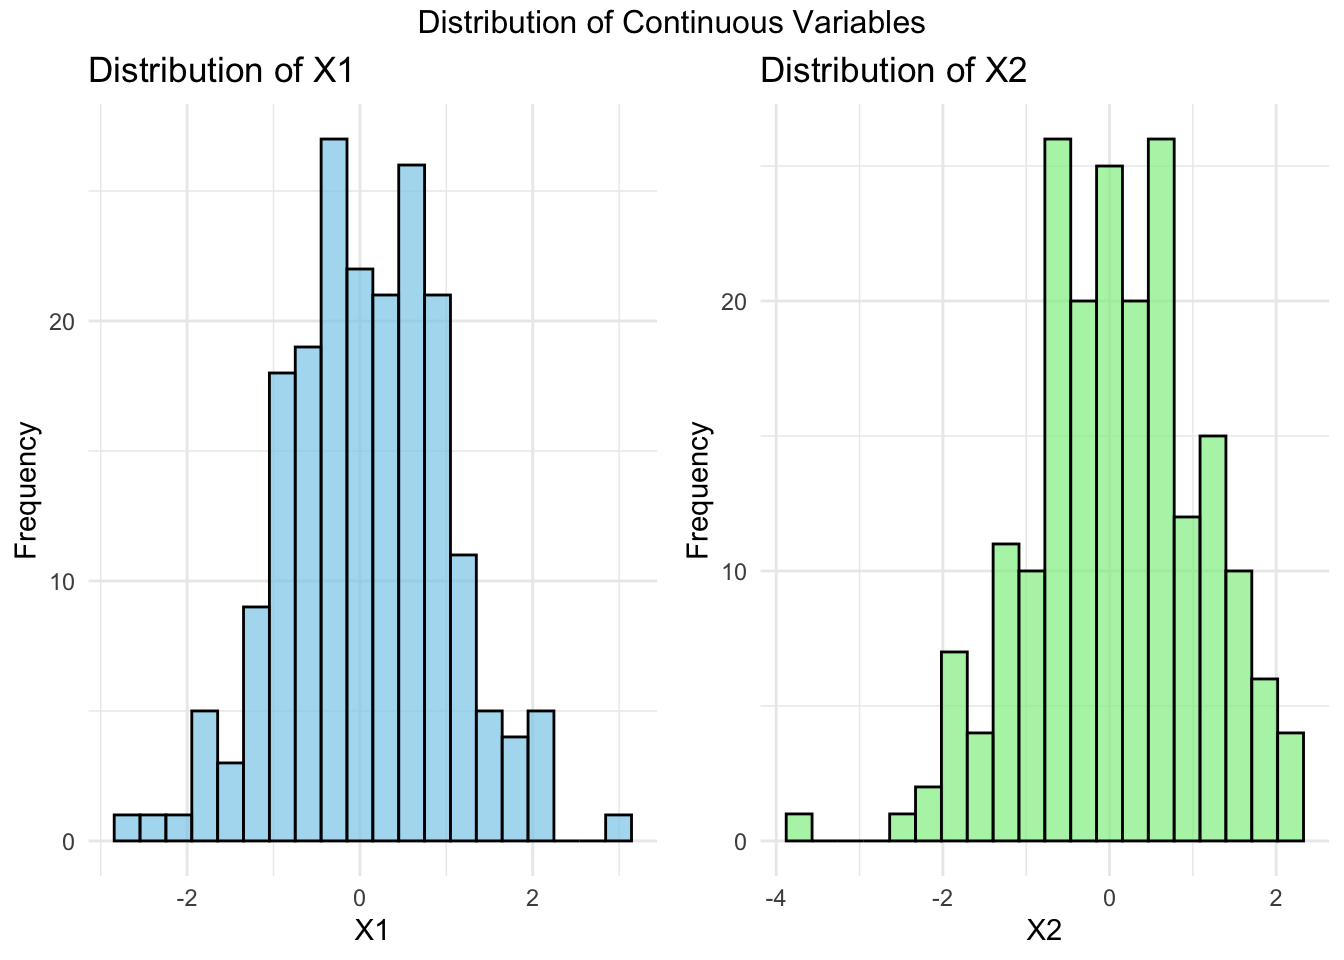 Distribution of Continuous Variables
Distribution of X1
Frequency
20
10
0
-2 0 2
X1
Distribution of X2
Frequency
20
10
0
-4 -2 0 2
X2